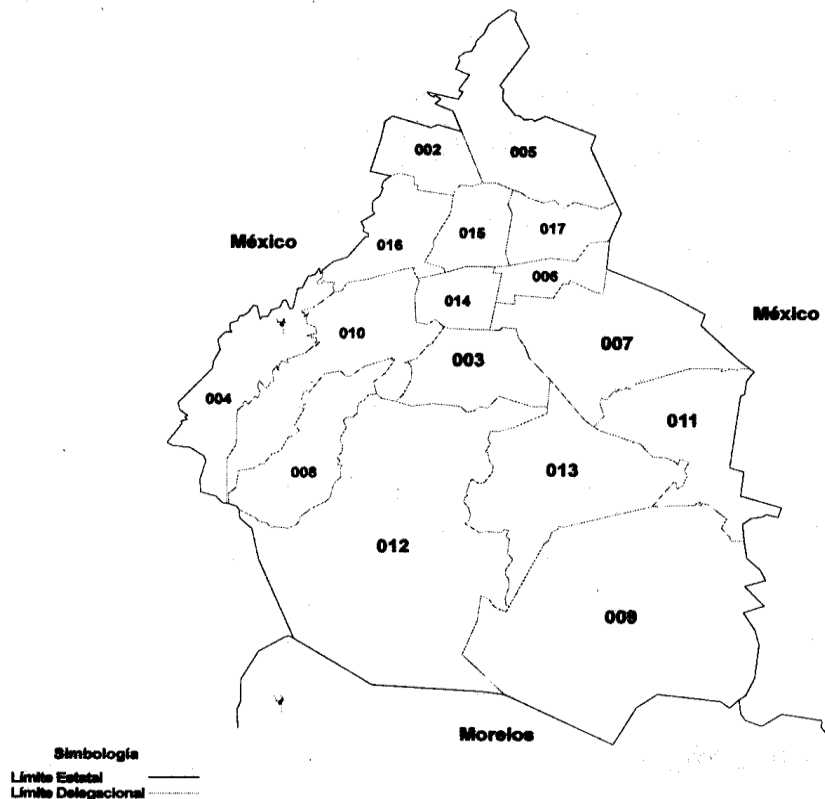 002
005
016
015
017
México
006
014
México
010
007
003
004
011
008
013
012
009
Morelos
Simbología
Límite Estatal
Límite Delegacional